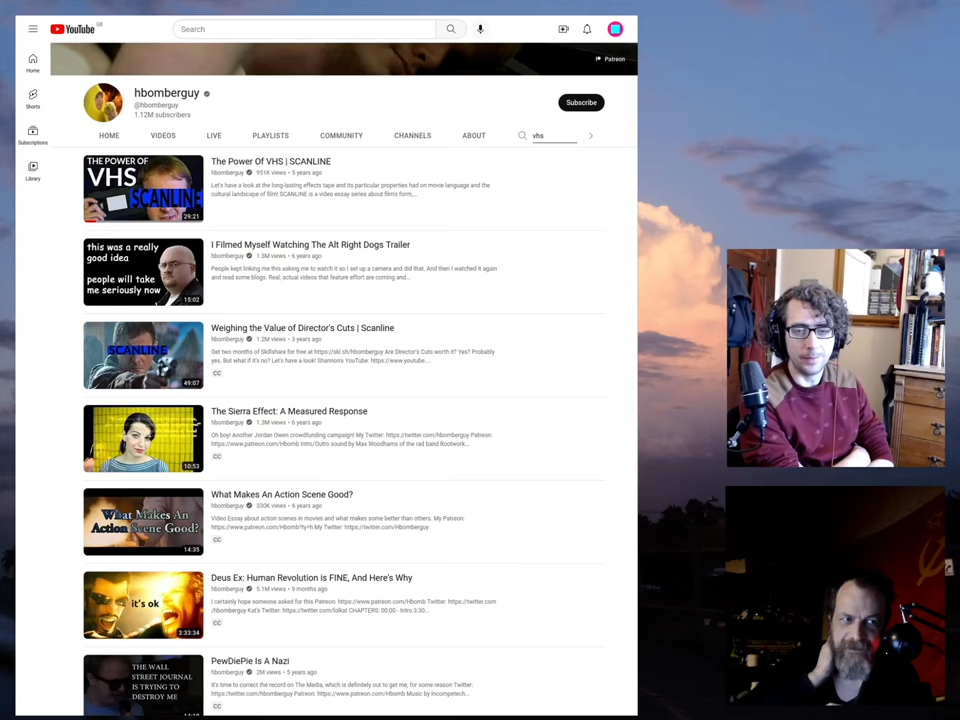 YouTube GB
Search
Home
Shorts
Subscriptions
Library
Patreon
hbomberguy
@hbomberguy
1.12M subscribers
Subscribe
HOME VIDEOS LIVE PLAYLISTS COMMUNITY CHANNELS ABOUT vhs
THE POWER OF
VHS
SCANLINE
29:21
The Power Of VHS | SCANLINE
hbomberguy 951K views • 5 years ago
Let's have a look at the long-lasting effects tape and its particular properties had on movie language and the
cultural landscape of film! SCANLINE is a video essay series about film's form,...
this was a really
good idea
people will take
me seriously now
15:02
I Filmed Myself Watching The Alt Right Dogs Trailer
hbomberguy 1.3M views • 6 years ago
People kept linking me this asking me to watch it so I set up a camera and did that. And then I watched it again
and read some blogs. Real, actual videos that feature effort are coming and...
SCANLINE
49:07
Weighing the Value of Director's Cuts | Scanline
hbomberguy 1.2M views • 3 years ago
Get two months of Skillshare for free at https://skl.sh/hbomberguy Are Director's Cuts worth it? Yes? Probably
yes. But what if it's no? Let's have a look! Shannon's YouTube: https://www.youtube...
CC
10:53
The Sierra Effect: A Measured Response
hbomberguy 1.3M views • 6 years ago
Oh boy! Another Jordan Owen crowdfunding campaign! My Twitter: https://twitter.com/hbomberguy Patreon:
https://www.patreon.com/Hbomb Intro/Outro sound by Max Woodhams of the rad band Rootwork...
CC
What Makes An
Action Scene Good?
14:35
What Makes An Action Scene Good?
hbomberguy 330K views • 6 years ago
Video Essay about action scenes in movies and what makes some better than others. My Patreon:
https://www.patreon.com/Hbomb?ty=h My Twitter: https://twitter.com/Hbomberguy
CC
it's ok
3:33:34
Deus Ex: Human Revolution is FINE, And Here's Why
hbomberguy 5.1M views • 9 months ago
I certainly hope someone asked for this Patreon: https://www.patreon.com/Hbomb Twitter: https://twitter.com
/hbomberguy Kat's Twitter: https://twitter.com/lolkat CHAPTERS: 00:00 - Intro 3:30...
CC
THE WALL
STREET JOURNAL
IS TRYING TO
DESTROY ME
PewDiePie Is A Nazi
hbomberguy 2M views • 5 years ago
It's time to correct the record on The Media, which is definitely out to get me, for some reason Twitter:
https://twitter.com/hbomberguy Patreon: https://www.patreon.com/Hbomb Music by incompetech...
CC